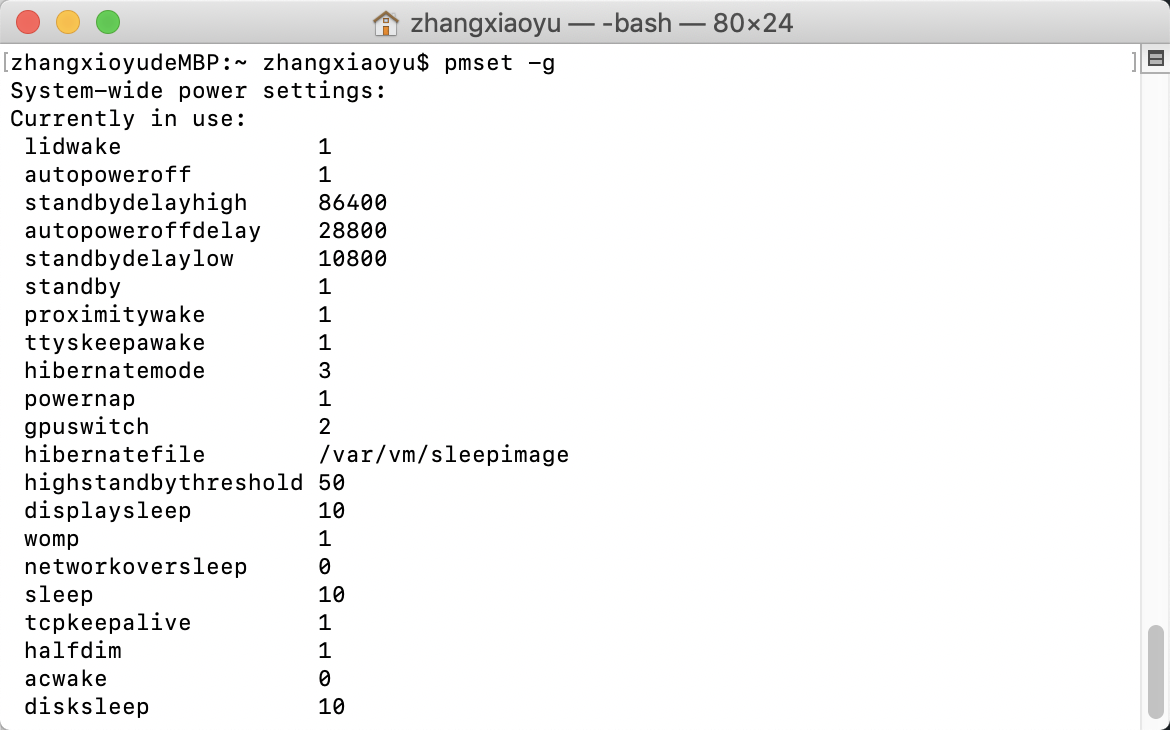 zhangxiaoyu — -bash — 80×24
[zhangxioyudeMBP:~ zhangxiaoyu$ pmset -g ]
System-wide power settings:
Currently in use:
 lidwake              1
 autopoweroff         1
 standbydelayhigh     86400
 autopoweroffdelay    28800
 standbydelaylow      10800
 standby              1
 proximitywake        1
 ttyskeepawake        1
 hibernatemode        3
 powernap             1
 gpuswitch            2
 hibernatefile        /var/vm/sleepimage
 highstandbythreshold 50
 displaysleep         10
 womp                 1
 networkoversleep     0
 sleep                10
 tcpkeepalive         1
 halfdim              1
 acwake               0
 disksleep            10